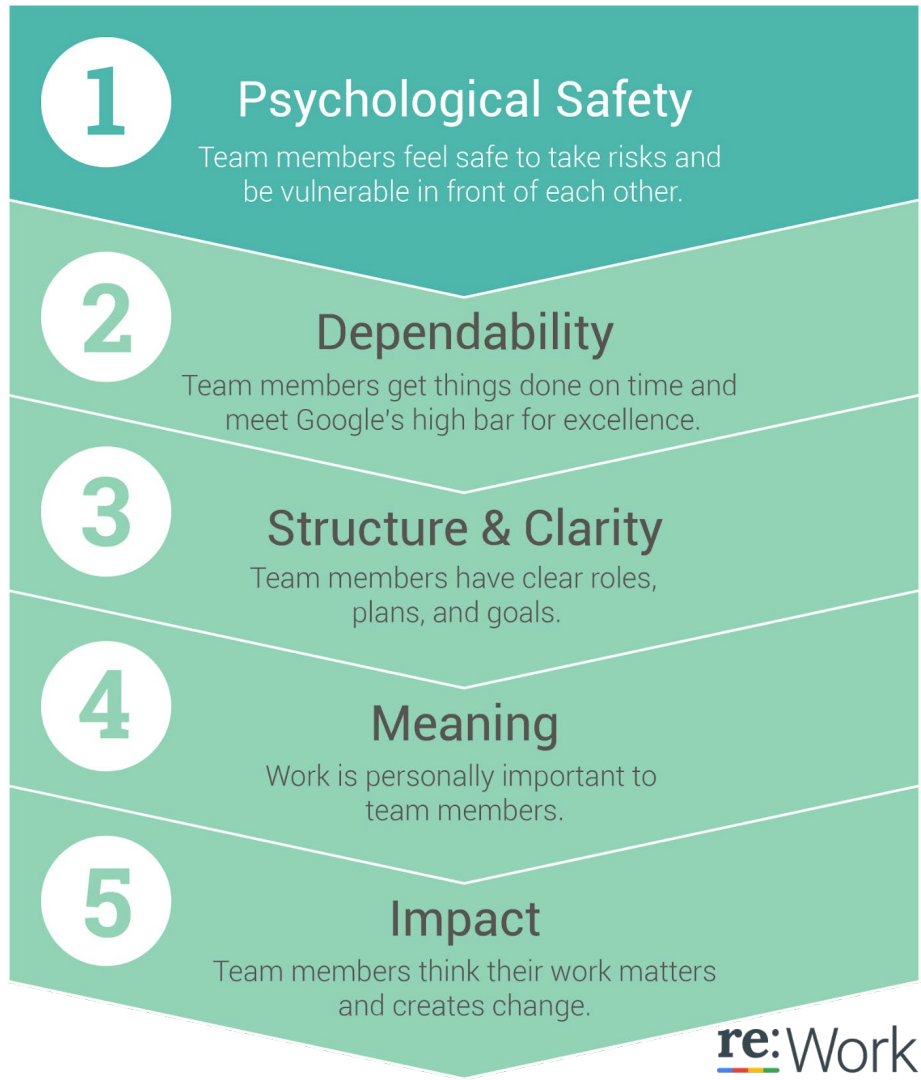 1
Psychological Safety
Team members feel safe to take risks and
be vulnerable in front of each other.
2
Dependability
Team members get things done on time and
meet Google's high bar for excellence.
3
Structure & Clarity
Team members have clear roles,
plans, and goals.
4
Meaning
Work is personally important to
team members.
5
Impact
Team members think their work matters
and creates change.
re:Work